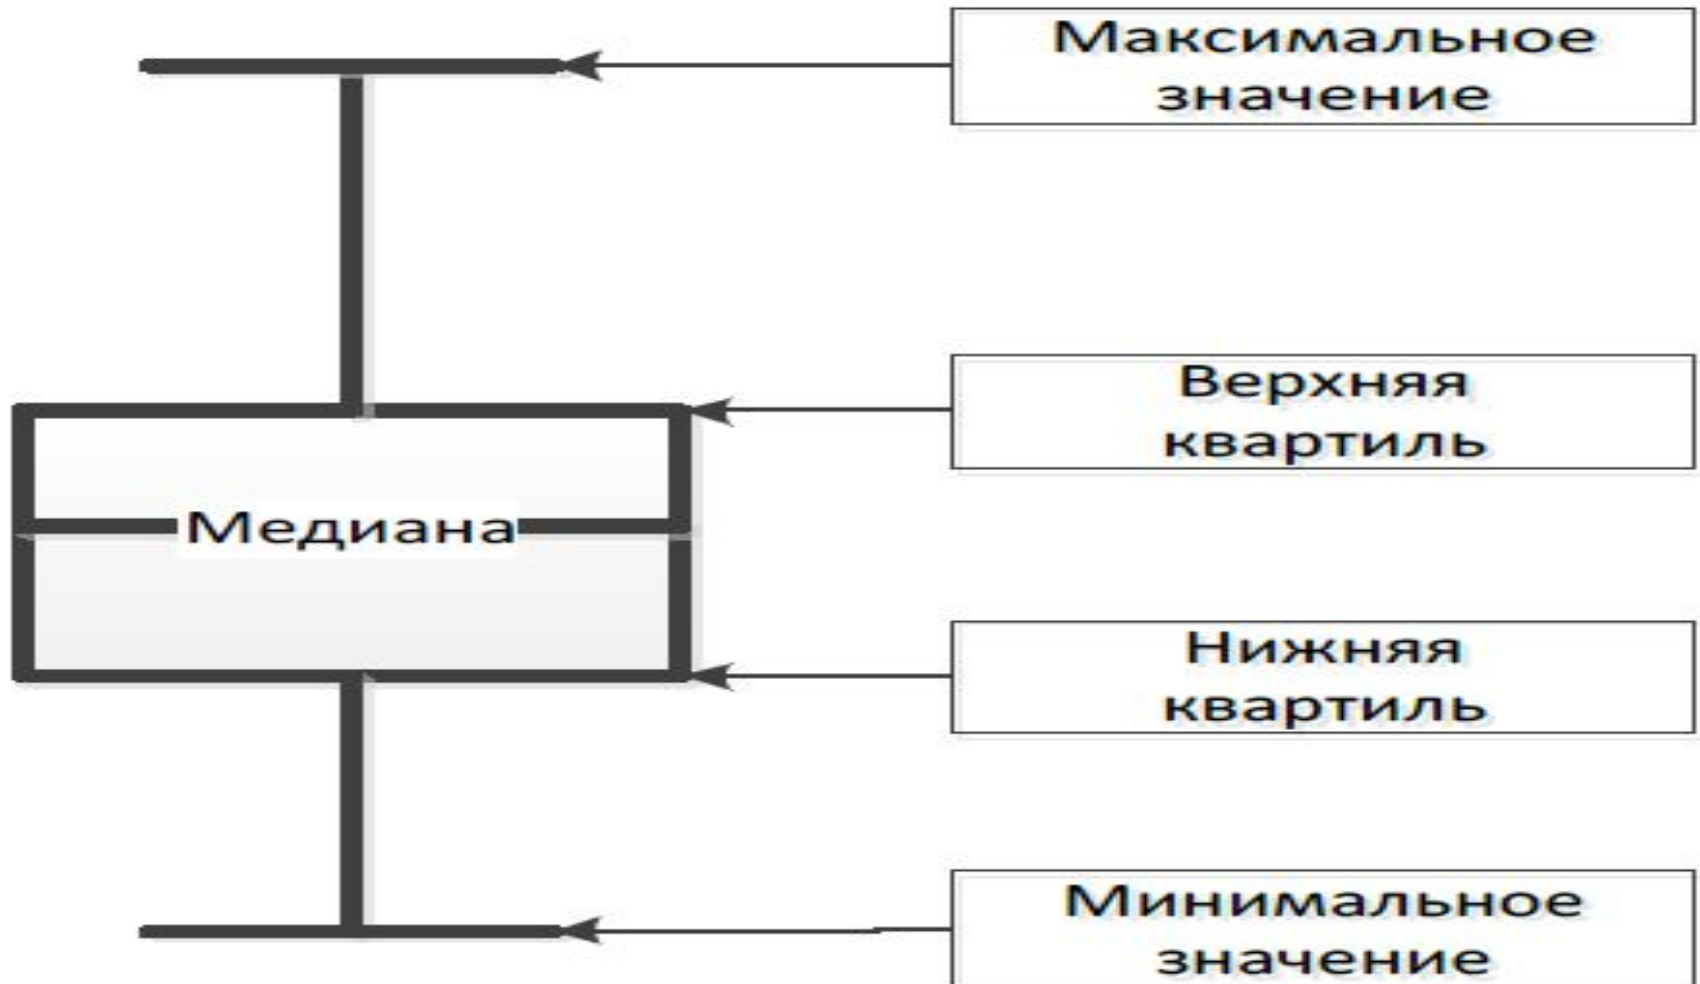 Максимальное
значение
Верхняя
квартиль
Медиана
Нижняя
квартиль
Минимальное
значение